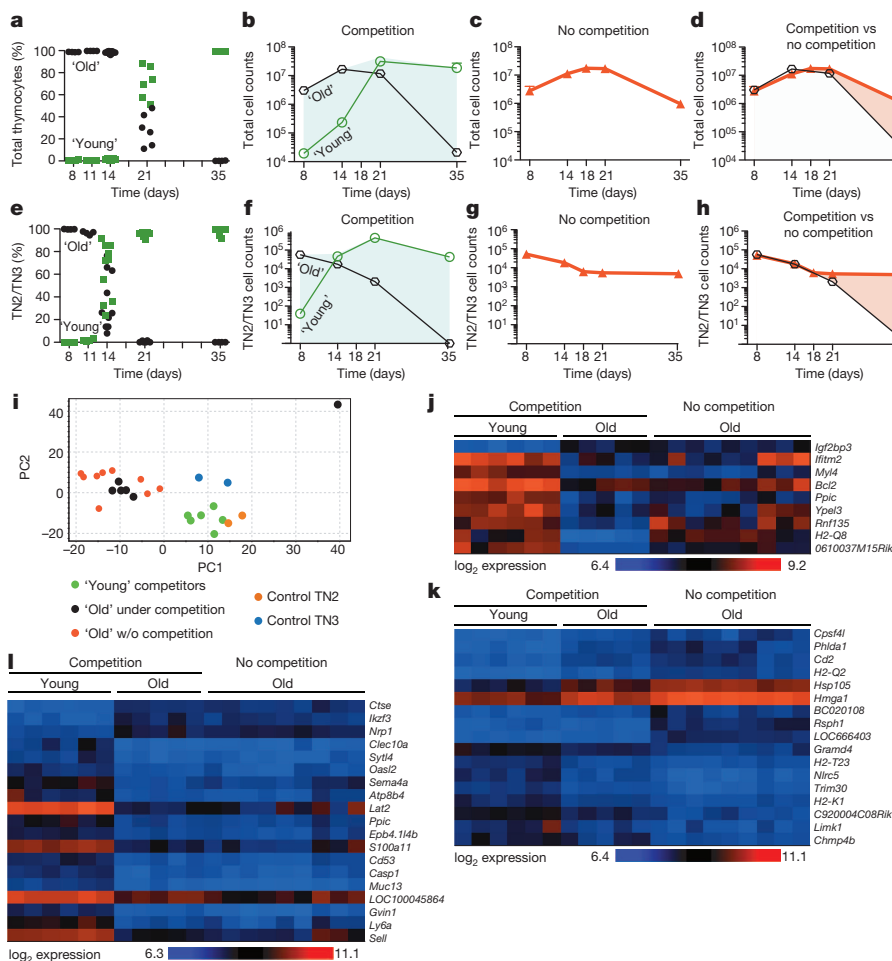 a
Total thymocytes (%)
100
80
60
40
20
0
'Old'
'Young'
8 11 14 21 35
Time (days)
b
Competition
Total cell counts
10^8
10^7
10^6
10^5
10^4
'Old'
'Young'
8 14 21 35
Time (days)
c
No competition
Total cell counts
10^8
10^7
10^6
10^05
10^04
8 14 18 21 35
Time (days)
d
Competition vs
no competition
Total cell counts
10^8
10^7
10^6
10^05
10^04
8 14 18 21 35
Time (days)
e
TN2/TN3 (%)
100
80
60
40
20
0
'Old'
'Young'
8 11 14 21 35
Time (days)
f
Competition
TN2/TN3 cell counts
10^6
10^5
10^4
10^3
10^2
10^1
'Old'
'Young'
8 14 21 35
Time (days)
g
No competition
TN2/TN3 cell counts
10^6
10^5
10^4
10^3
10^2
10^1
8 14 18 21 35
Time (days)
h
Competition vs
no competition
TN2/TN3 cell counts
10^6
10^5
10^4
10^3
10^2
10^1
8 14 18 21 35
Time (days)
i
PC2
40
20
0
−20
−20 −10 0 10 20 30 40
PC1
'Young' competitors
'Old' under competition
'Old' w/o competition
Control TN2
Control TN3
j
Competition No competition
Young Old Old
Igf2bp3
Ifitm2
Myl4
Bcl2
Ppic
Ypel3
Rnf135
H2-Q8
0610037M15Rik
log2 expression 6.4 9.2
k
Competition No competition
Young Old Old
Cpsf4l
Phlda1
Cd2
H2-Q2
Hsp105
Hmga1
BC020108
Rsph1
LOC666403
Gramd4
H2-T23
Nlrc5
Trim30
H2-K1
C920004C08Rik
Limk1
Chmp4b
log2 expression 6.4 11.1
l
Competition No competition
Young Old Old
Ctse
Ikzf3
Nrp1
Clec10a
Sytl4
Oasl2
Sema4a
Atp8b4
Lat2
Ppic
Epb4.1l4b
S100a11
Cd53
Casp1
Muc13
LOC100045864
Gvin1
Ly6a
Sell
log2 expression 6.3 11.1